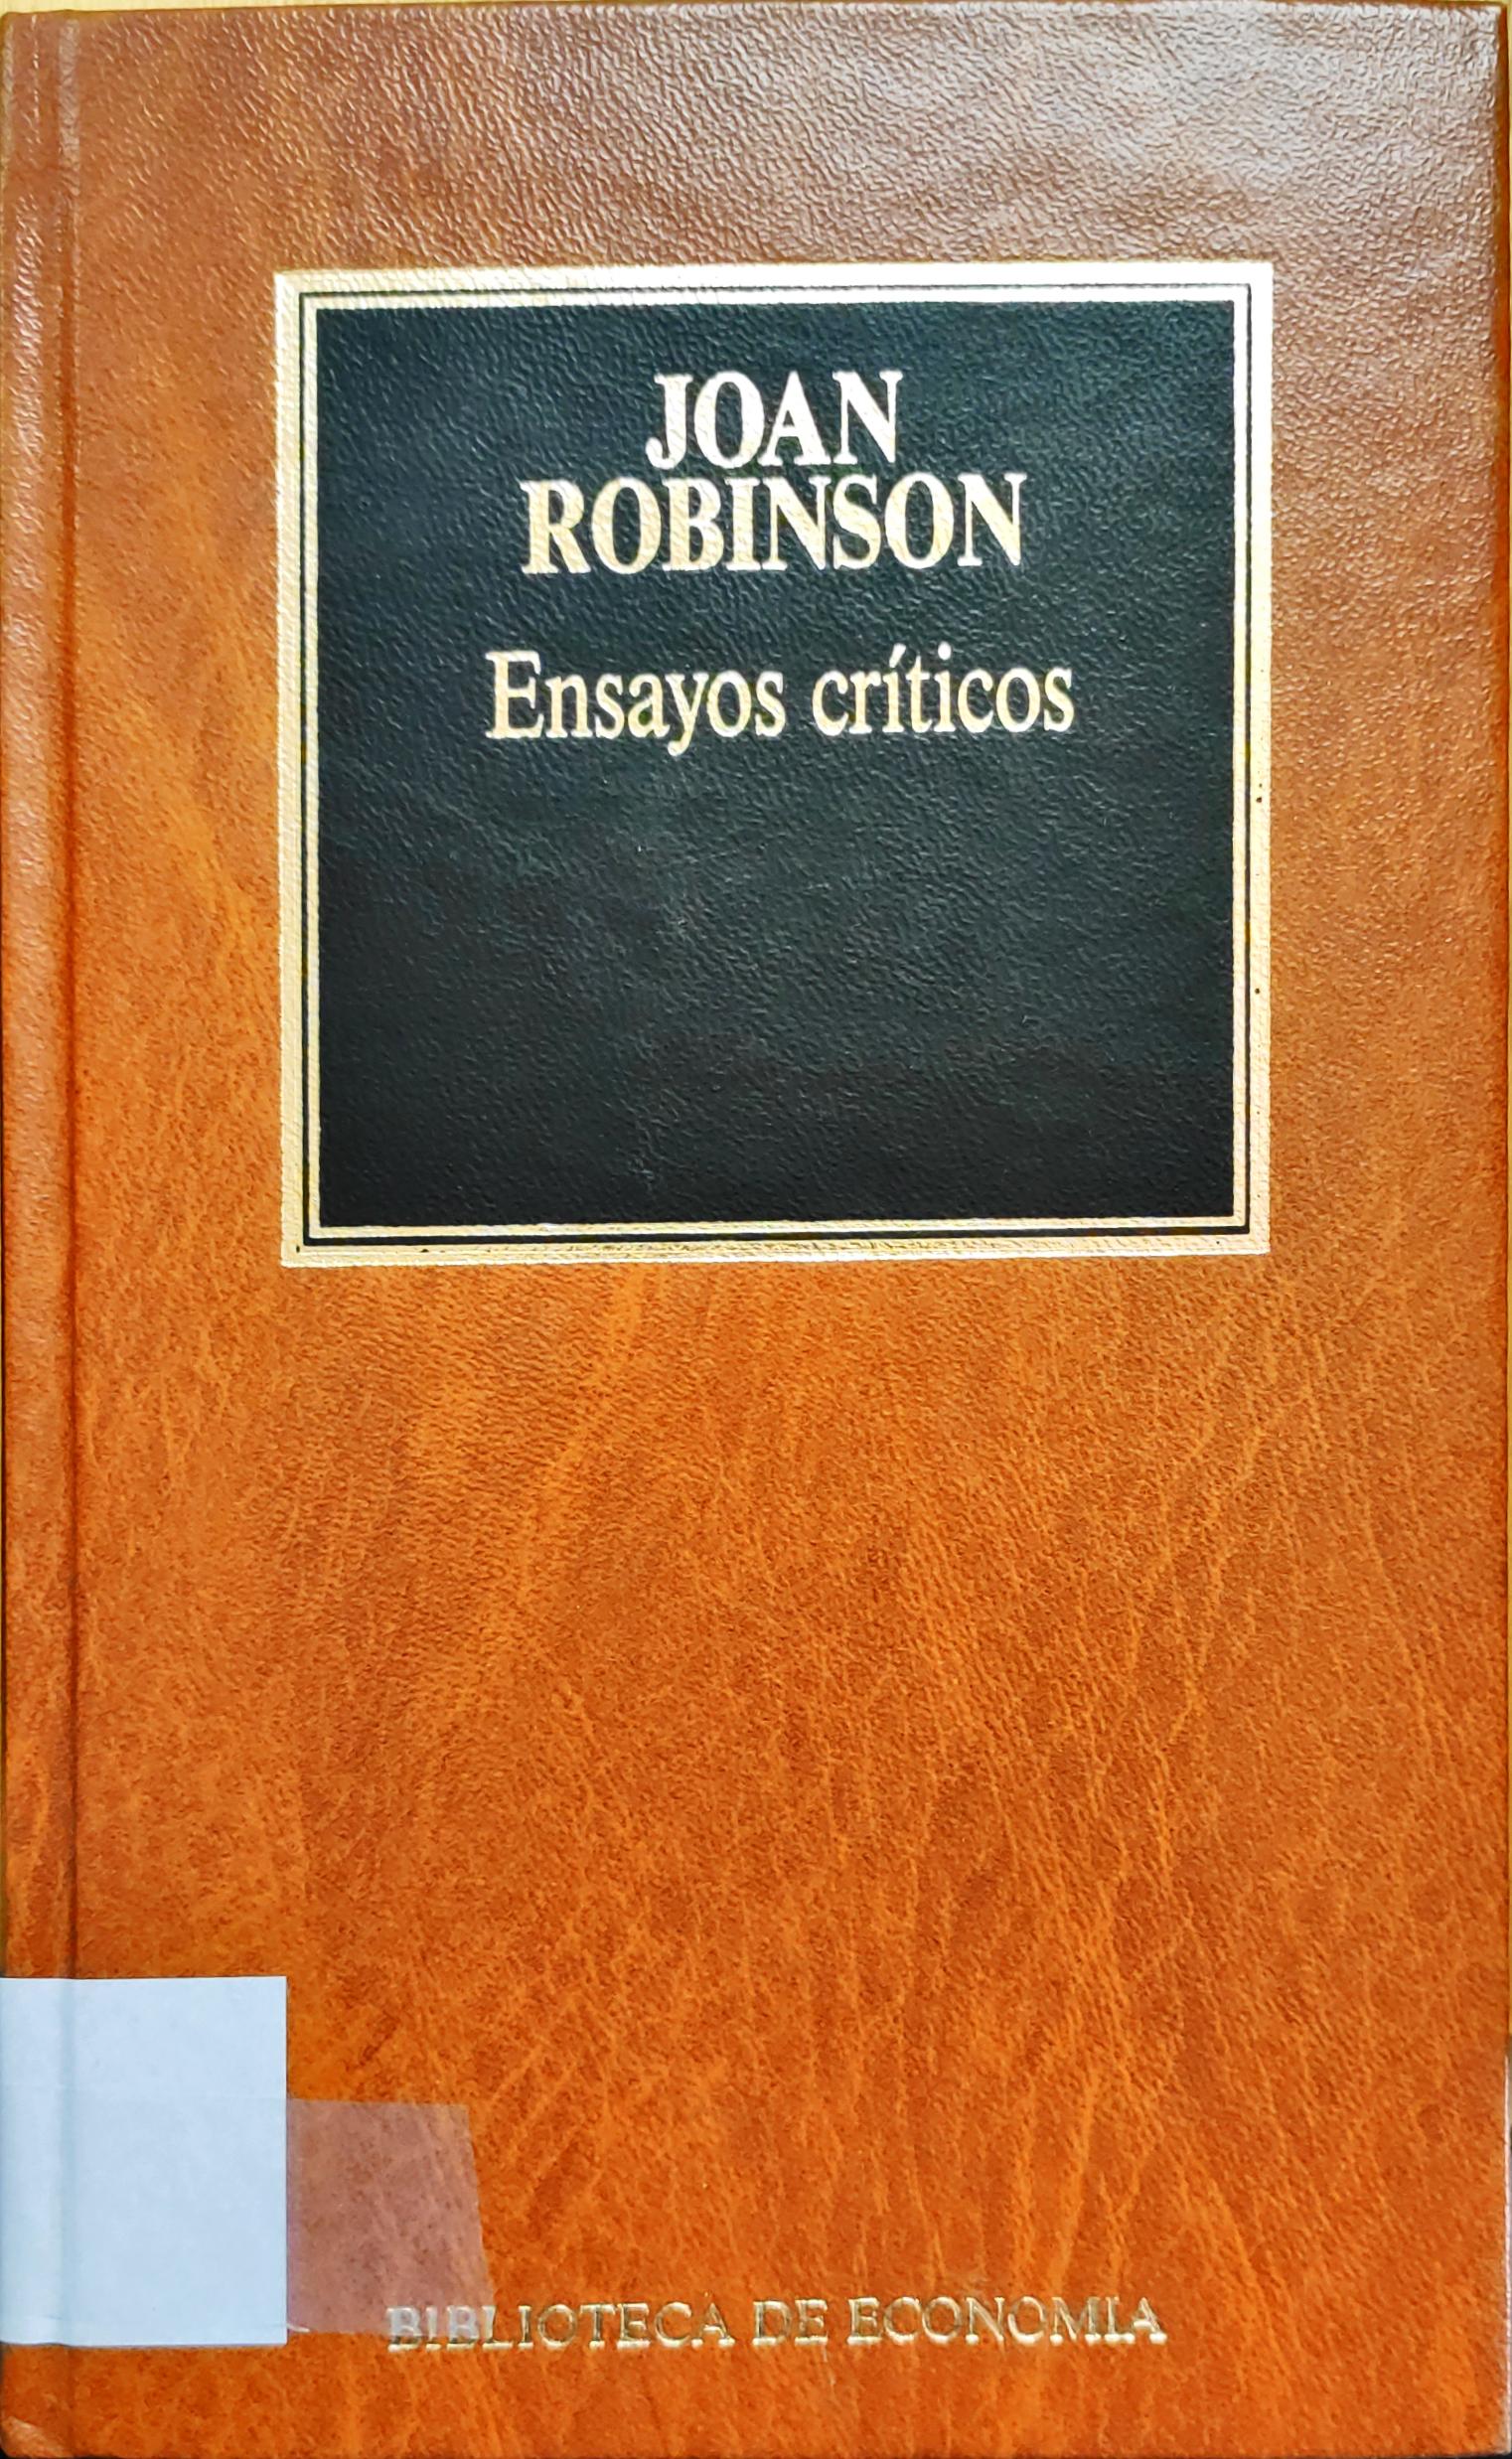 JOAN
ROBINSON
Ensayos críticos
BIBLIOTECA DE ECONOMIA